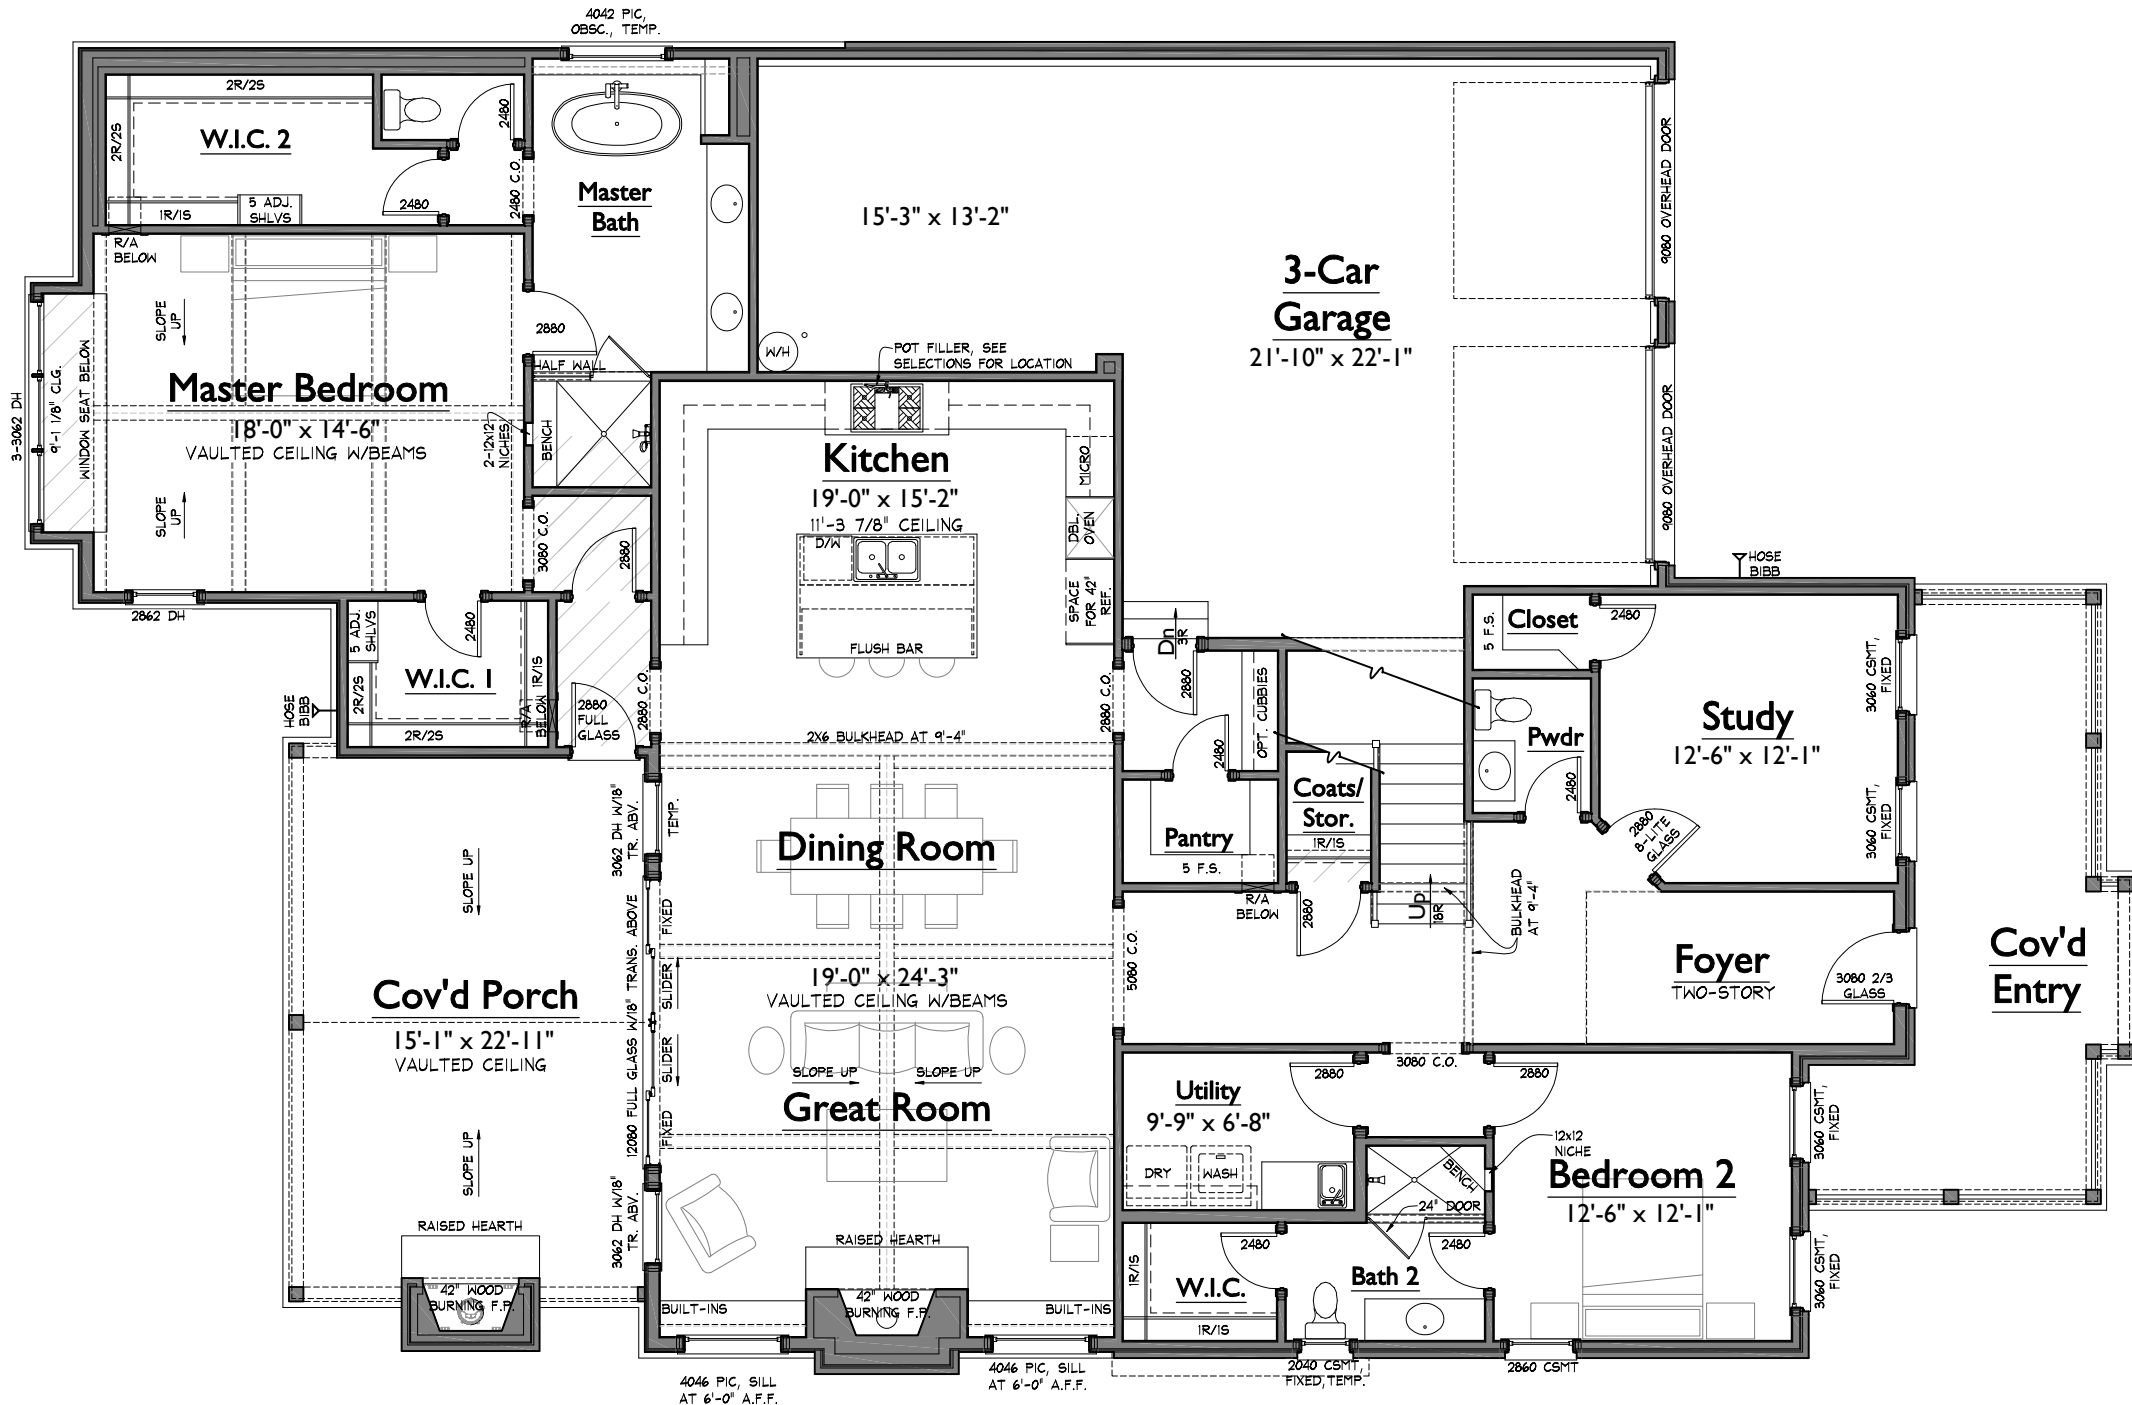 4042 PIC,
OBSC., TEMP.
2R/2S
2R/2S
W.I.C. 2
2480
2480
2480 C.O.
1R/1S
5 ADJ.
SHLVS
R/A
BELOW
Master
Bath
15'-3" x 13'-2"
3-Car
Garage
21'-10" x 22'-1"
9080 OVERHEAD DOOR
9080 OVERHEAD DOOR
SLOPE
UP
2880
HALF WALL
W/H
POT FILLER, SEE
SELECTIONS FOR LOCATION
3-3062 DH
9'-1 1/8" CLG.
WINDOW SEAT BELOW
Master Bedroom
18'-0" x 14'-6"
VAULTED CEILING W/BEAMS
SLOPE
UP
2-12x12
NICHES
BENCH
3080 C.O.
2880
2862 DH
Kitchen
19'-0" x 15'-2"
11'-3 7/8" CEILING
D/W
FLUSH BAR
MICRO.
DBL.
OVEN
SPACE
FOR 42"
REF.
HOSE
BIBB
5 ADJ.
SHLVS
2480
W.I.C. 1
2R/2S
1R/1S
R/A
BELOW
2R/2S
HOSE
BIBB
2880
FULL
GLASS
2880 C.O.
2880 C.O.
2X6 BULKHEAD AT 9'-4"
Dn
3R
2880
OPT. CUBBIES
2480
5 F.S.
Closet
2480
Study
12'-6" x 12'-1"
3060 CSMT,
FIXED
3060 CSMT,
FIXED
Pwdr
2480
2880
8-LITE
GLASS
Coats/
Stor.
1R/1S
Pantry
5 F.S.
R/A
BELOW
2880
Up
18R
BULKHEAD
AT 9'-4"
3062 DH W/18"
TR. ABV.
TEMP.
Dining Room
SLOPE UP
12080 FULL GLASS W/18" TRANS. ABOVE
FIXED
SLIDER
SLIDER
FIXED
5080 C.O.
Foyer
TWO-STORY
3080 2/3
GLASS
Cov'd
Entry
Cov'd Porch
15'-1" x 22'-11"
VAULTED CEILING
19'-0" x 24'-3"
VAULTED CEILING W/BEAMS
SLOPE UP
SLOPE UP
Great Room
SLOPE UP
3062 DH W/18"
TR. ABV.
3080 C.O.
2880
2880
Utility
9'-9" x 6'-8"
DRY
WASH
BENCH
12x12
NICHE
24" DOOR
Bedroom 2
12'-6" x 12'-1"
3060 CSMT,
FIXED
3060 CSMT,
FIXED
RAISED HEARTH
42" WOOD
BURNING F.P.
RAISED HEARTH
42" WOOD
BURNING F.P.
BUILT-INS
BUILT-INS
1R/1S
2480
W.I.C.
1R/1S
Bath 2
2480
4046 PIC, SILL
AT 6'-0" A.F.F.
4046 PIC, SILL
AT 6'-0" A.F.F.
2040 CSMT,
FIXED, TEMP.
2860 CSMT